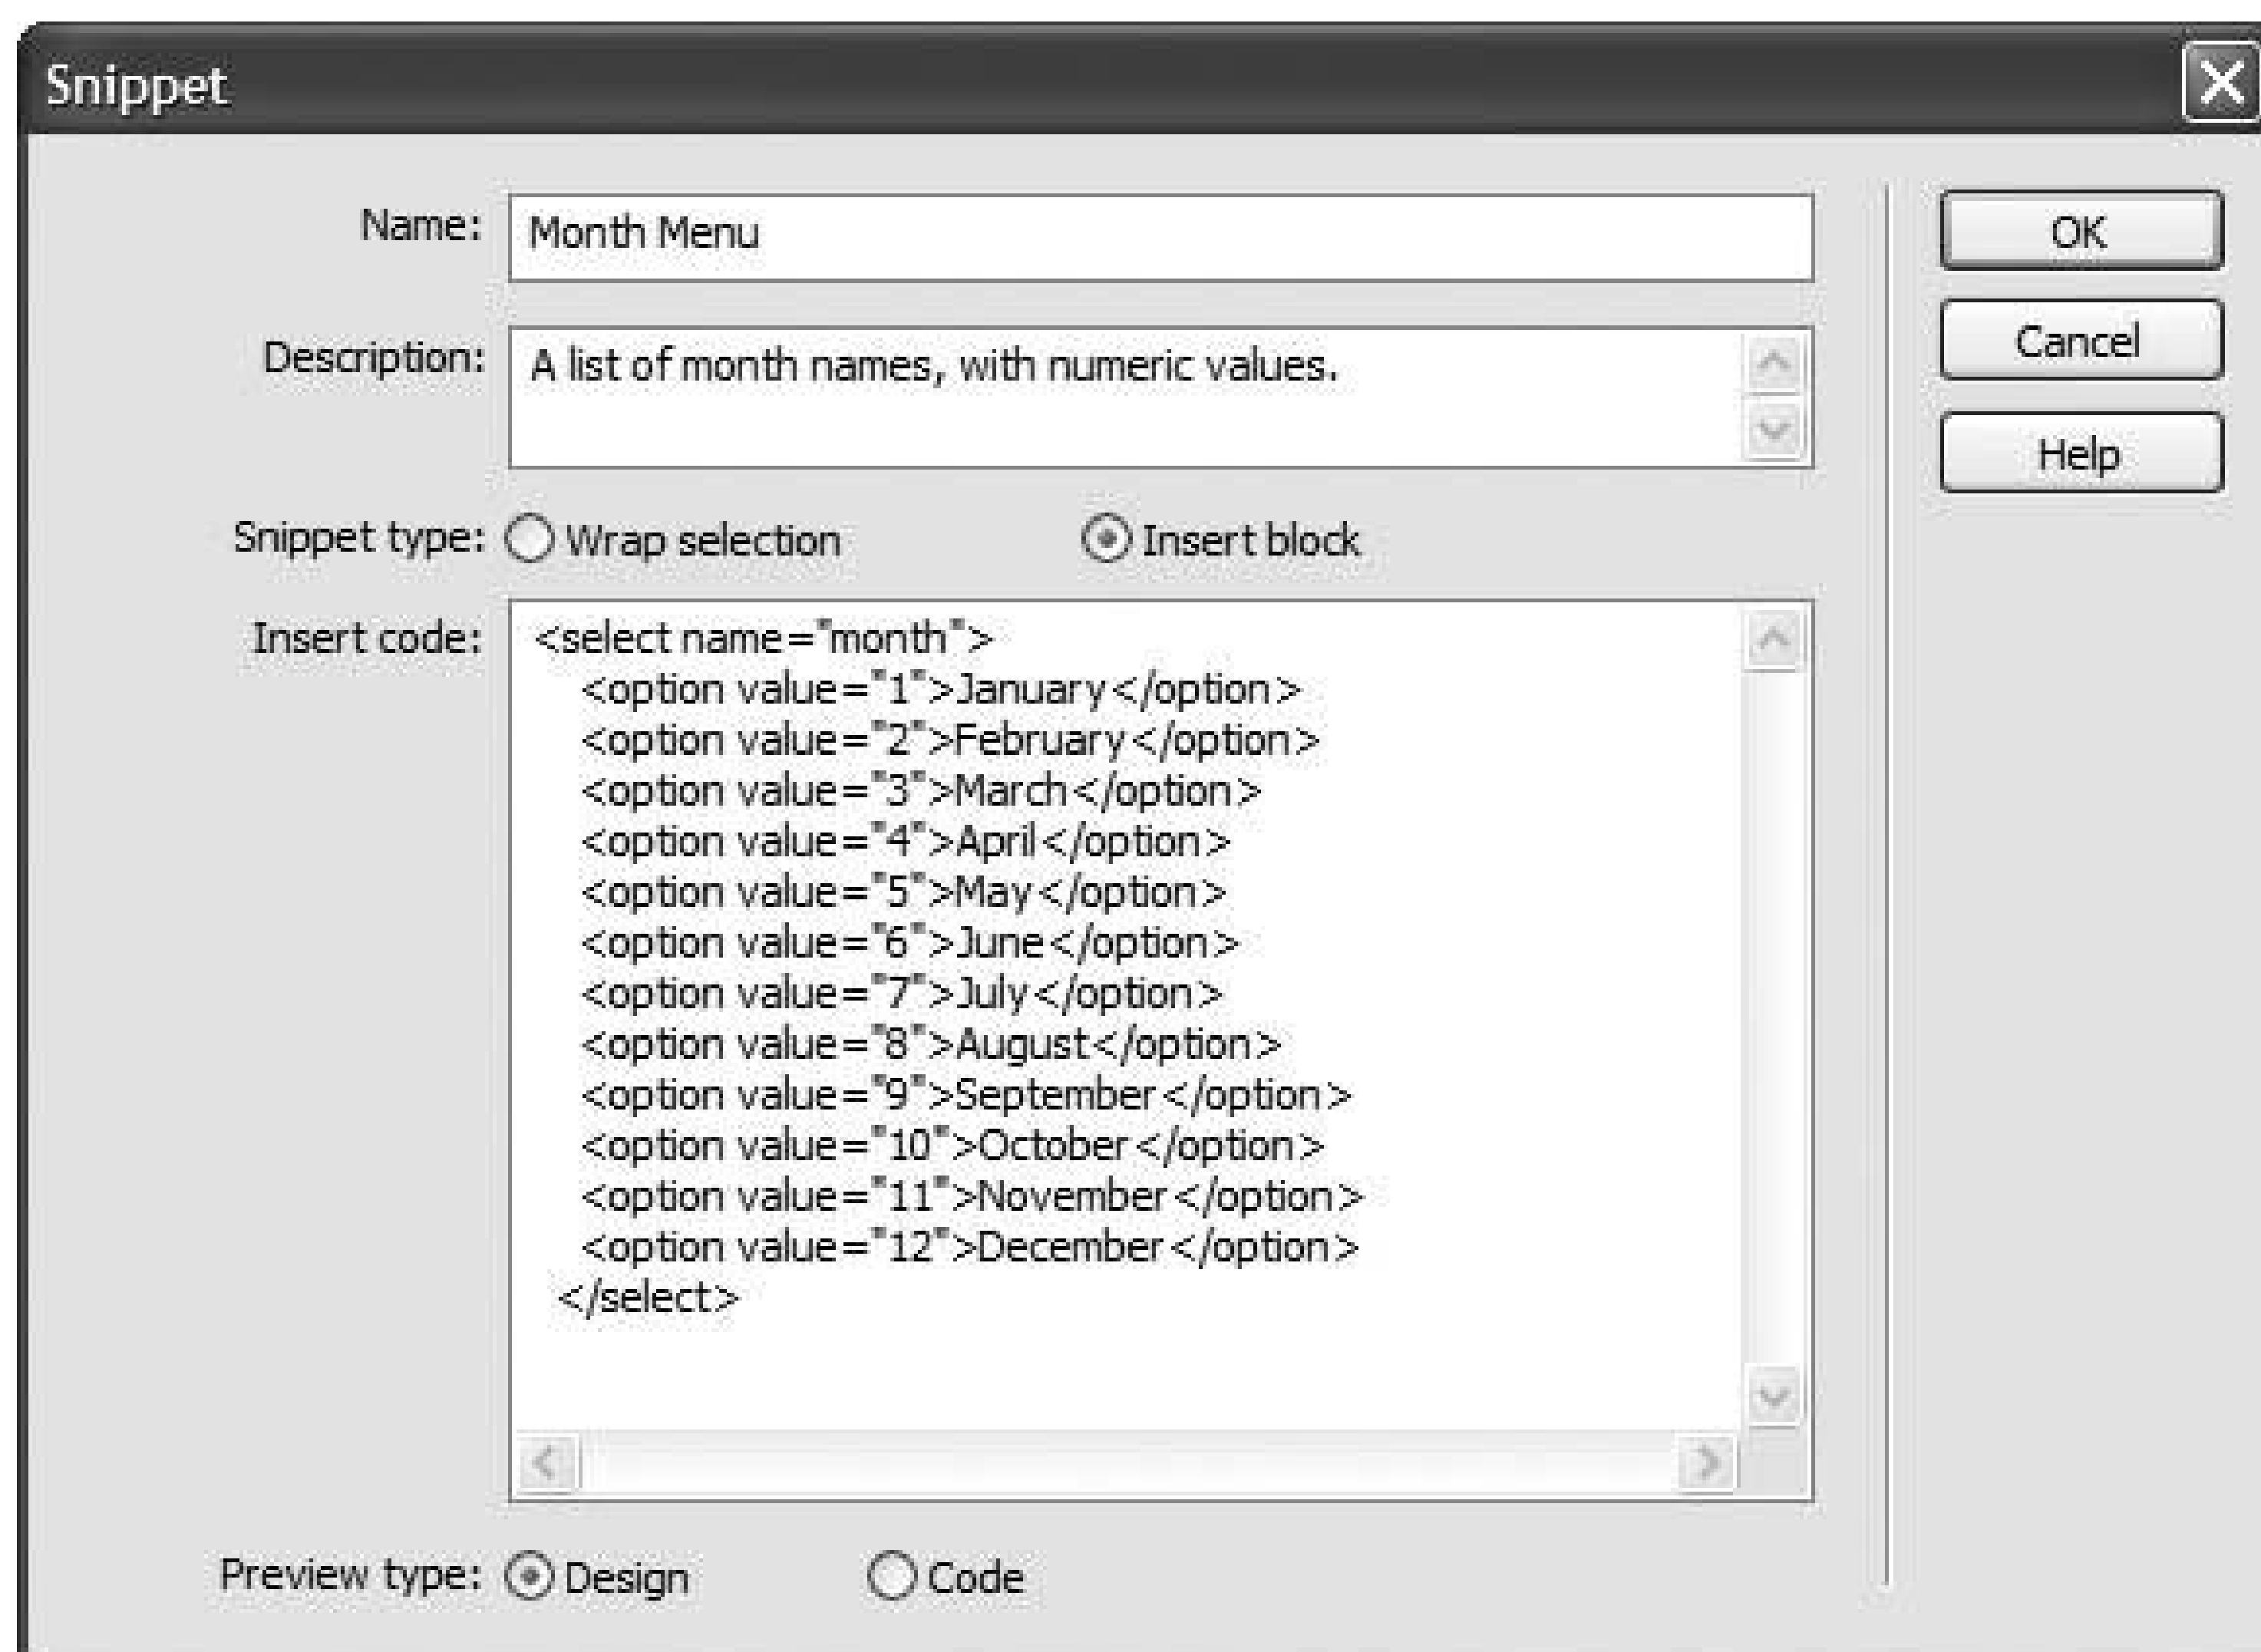 Snippet
Name: Month Menu
OK
Description: A list of month names, with numeric values.
Cancel
Help
Snippet type: Wrap selection Insert block
Insert code: <select name="month">
<option value="1">January</option>
<option value="2">February</option>
<option value="3">March</option>
<option value="4">April</option>
<option value="5">May</option>
<option value="6">June</option>
<option value="7">July</option>
<option value="8">August</option>
<option value="9">September</option>
<option value="10">October</option>
<option value="11">November</option>
<option value="12">December</option>
</select>
Preview type: Design Code